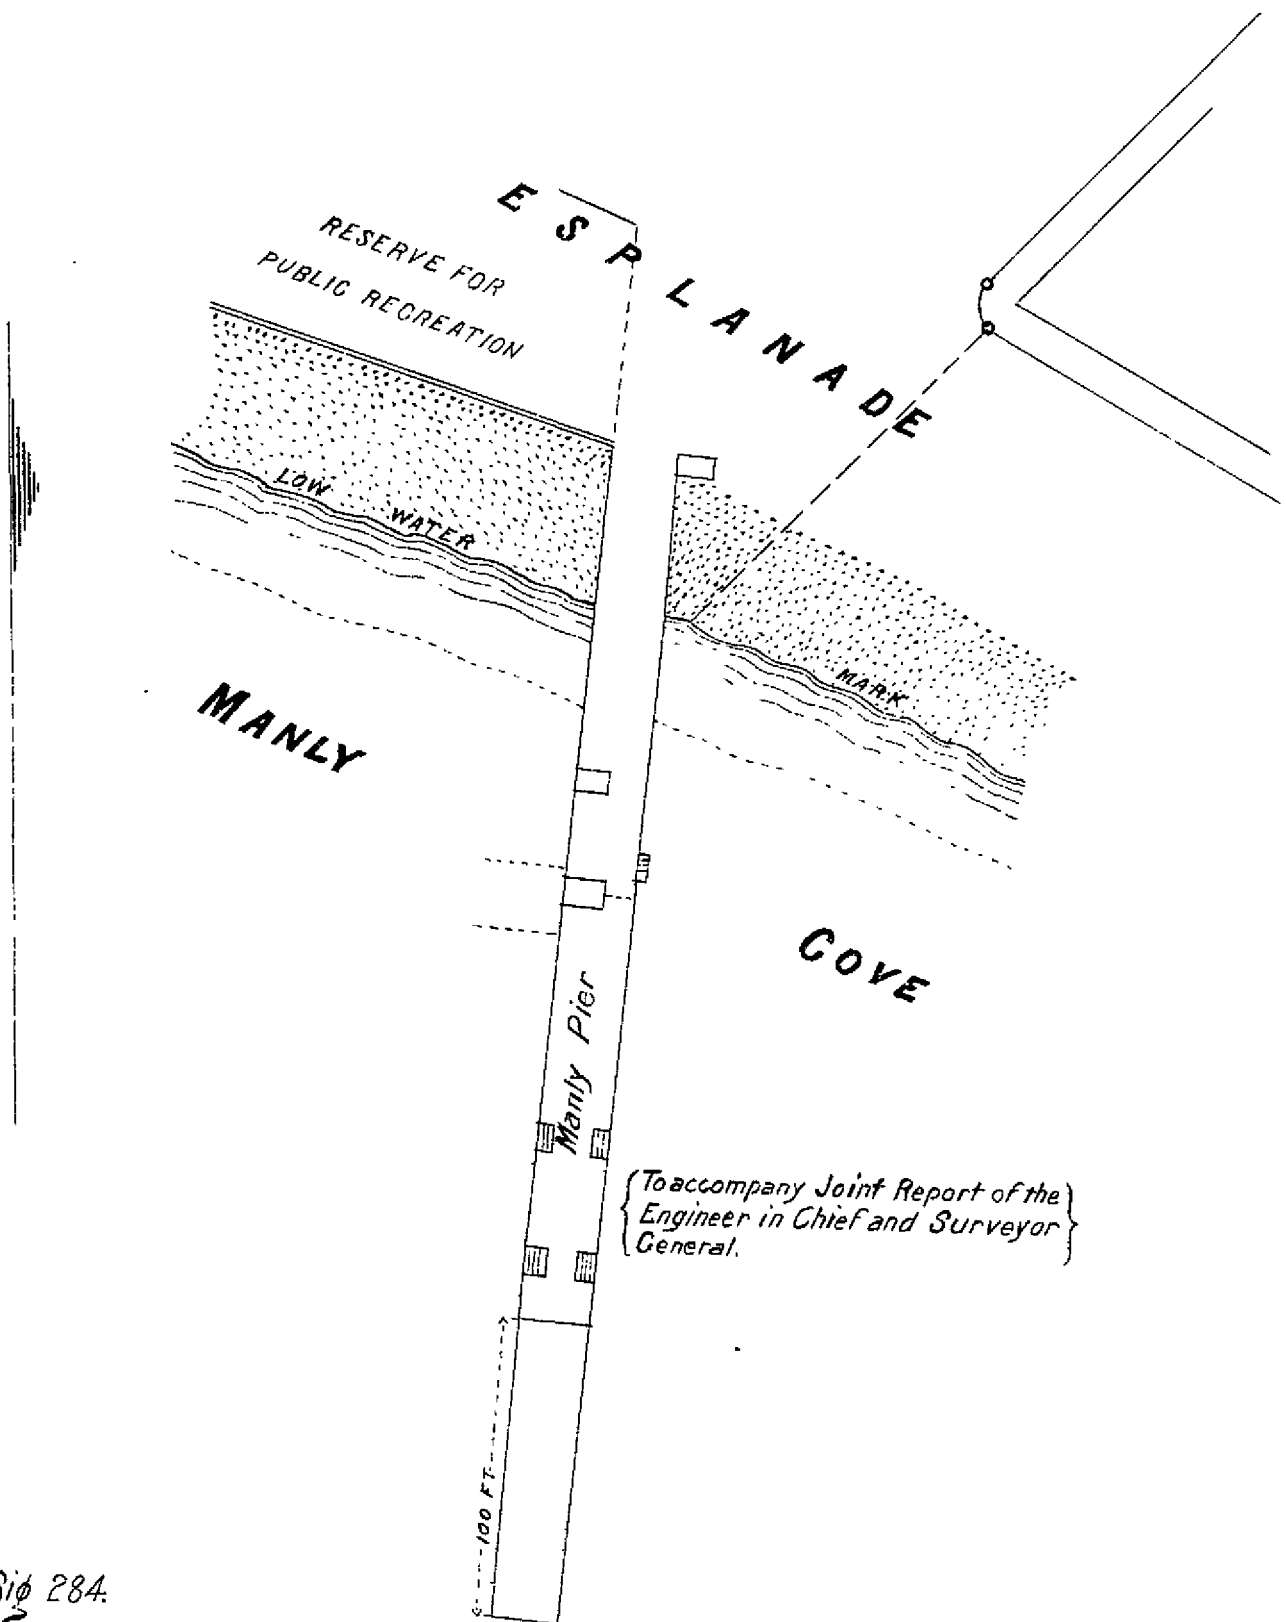 ESPLANADE
RESERVE FOR
PUBLIC RECREATION
LOW WATER MARK
MANLY COVE
Manly Pier
{To accompany Joint Report of the
Engineer in Chief and Surveyor
General.}
100 FT.
Sig 284.